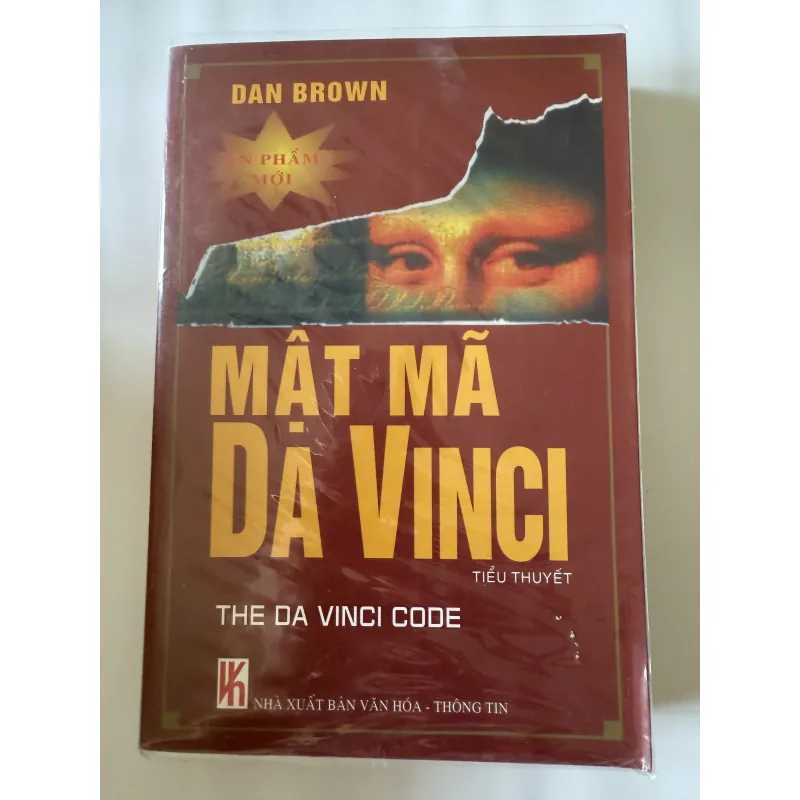 DAN BROWN
ẤN PHẨM
MỚI
MẬT MÃ
DA VINCI
TIỂU THUYẾT
THE DA VINCI CODE
NHÀ XUẤT BẢN VĂN HÓA - THÔNG TIN